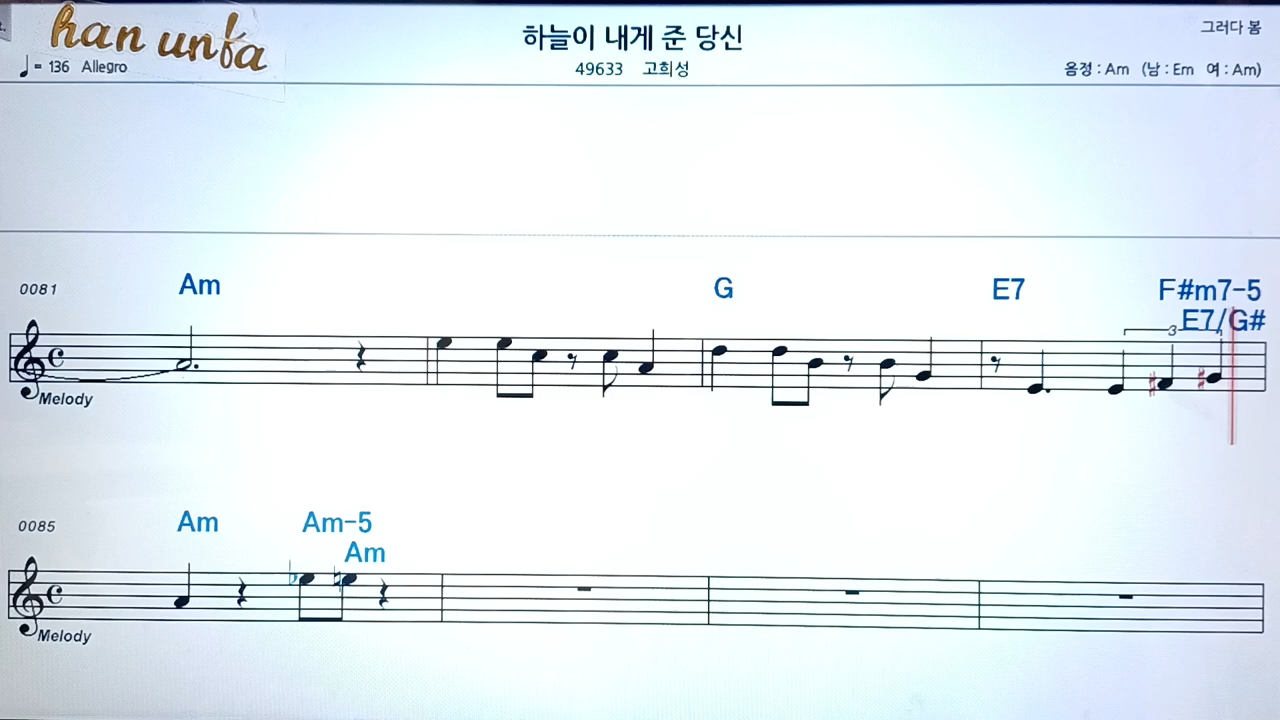 han unfa
하늘이 내게 준 당신
그러다 봄
♩ = 136 Allegro
49633 고희성
음정 : Am (남 : Em 여 : Am)
0081
Am
G
E7
F#m7-5
3
E7/G#
Melody
0085
Am
Am-5
Am
Melody